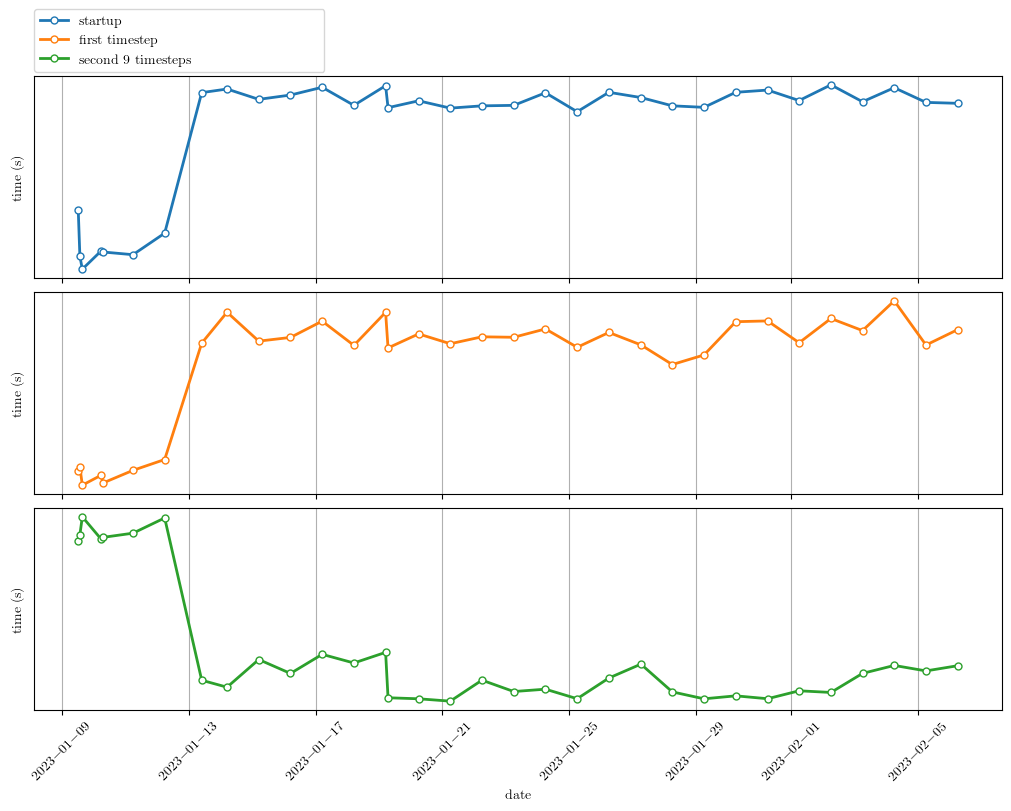 startup
first timestep
second 9 timesteps
time (s)
time (s)
time (s)
2023−01−09
2023−01−13
2023−01−17
2023−01−21
2023−01−25
2023−01−29
2023−02−01
2023−02−05
date